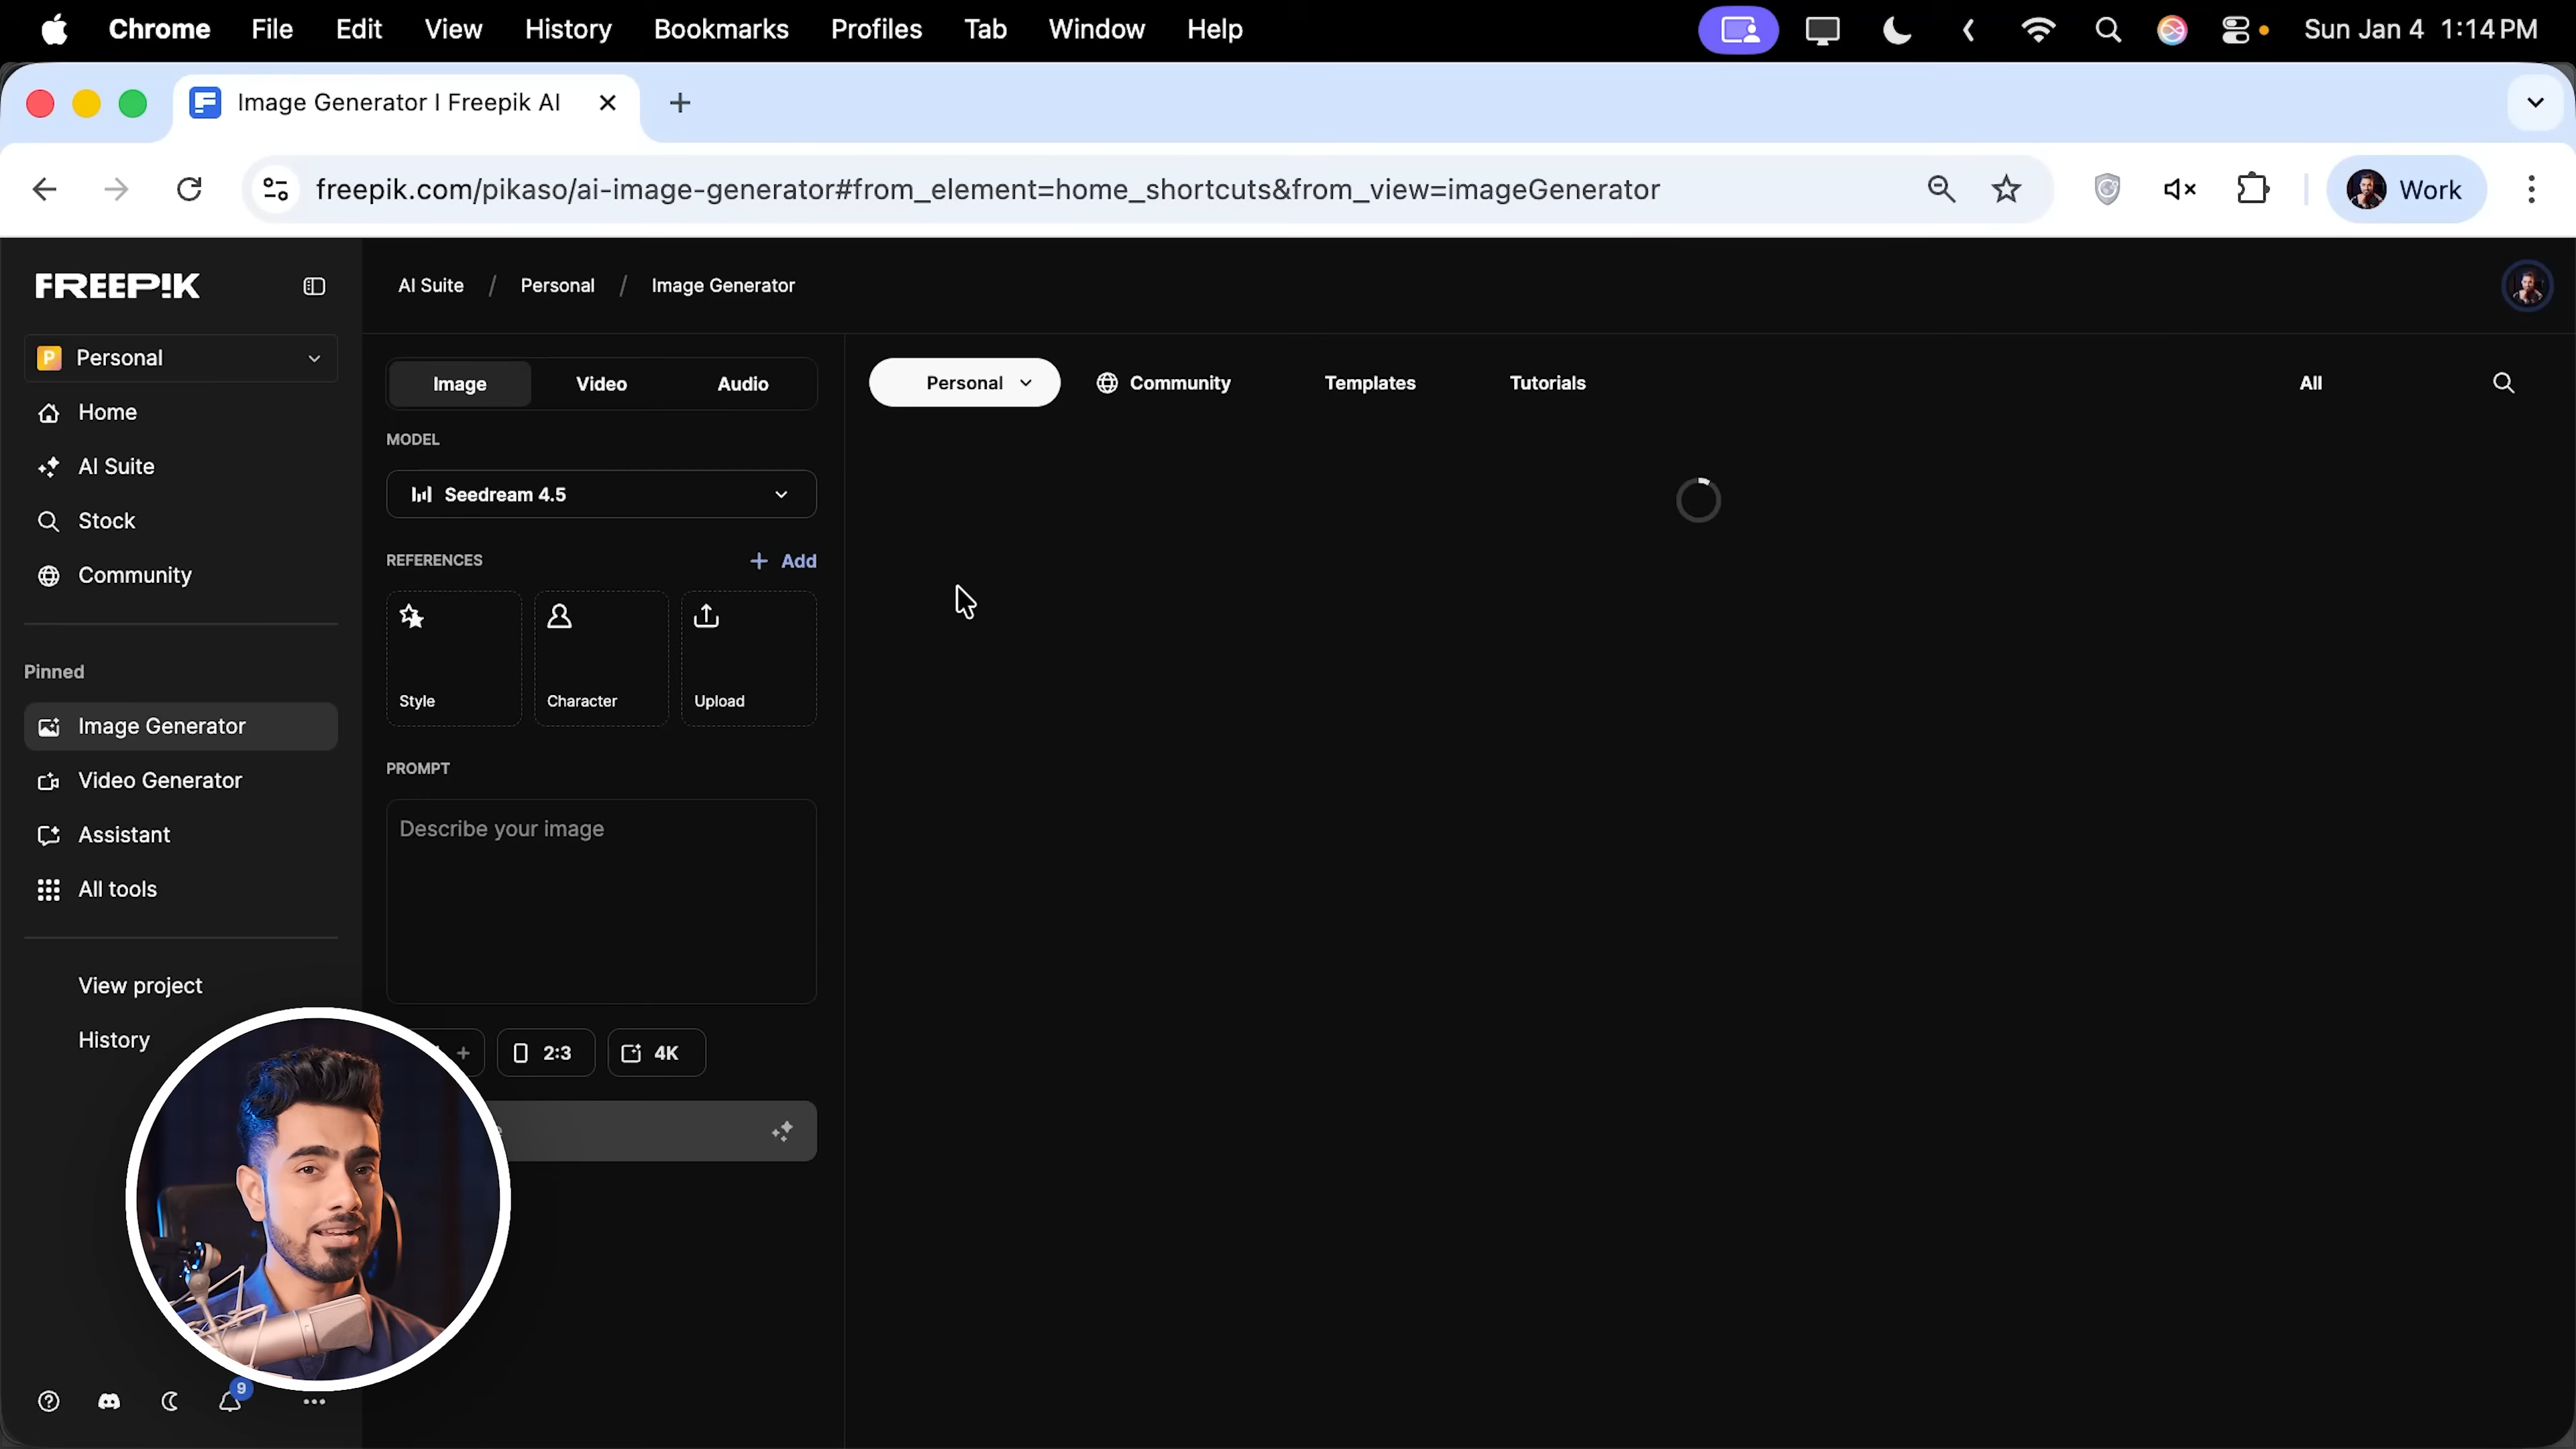 Chrome File Edit View History Bookmarks Profiles Tab Window Help Sun Jan 4 1:14 PM
Image Generator I Freepik AI
freepik.com/pikaso/ai-image-generator#from_element=home_shortcuts&from_view=imageGenerator
Work
FREEPIK
AI Suite / Personal / Image Generator
P Personal
Home
AI Suite
Stock
Community
Pinned
Image Generator
Video Generator
Assistant
All tools
View project
History
9
Image Video Audio
MODEL
Seedream 4.5
REFERENCES + Add
Style Character Upload
PROMPT
Describe your image
+ 2:3 4K
Personal Community Templates Tutorials All